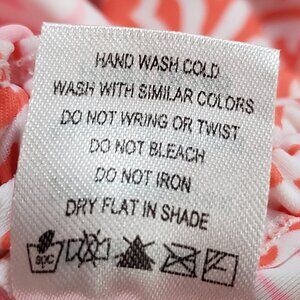 HAND WASH COLD
WASH WITH SIMILAR COLORS
DO NOT WRING OR TWIST
DO NOT BLEACH
DO NOT IRON
DRY FLAT IN SHADE